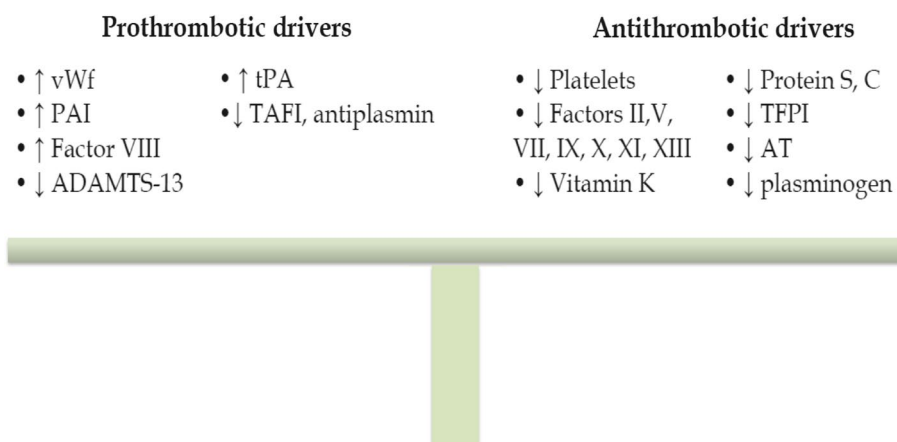 Prothrombotic drivers
• ↑ vWf
• ↑ PAI
• ↑ Factor VIII
• ↓ ADAMTS-13
• ↑ tPA
•↓ TAFI, antiplasmin
Antithrombotic drivers
• ↓ Platelets
• ↓ Factors II,V,
VII, IX, X, XI, XIII
• ↓ Vitamin K
• ↓ Protein S, C
• ↓ TFPI
• ↓ AT
• ↓ plasminogen